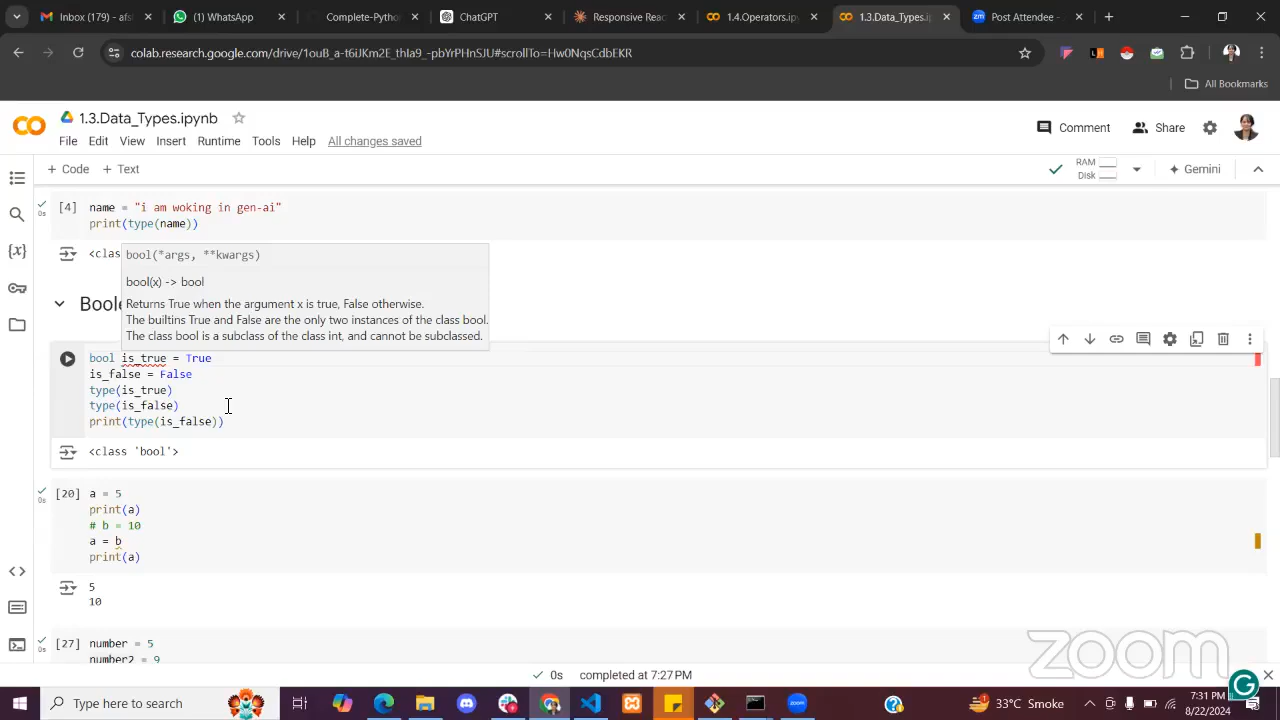 Inbox (179) - afs
(1) WhatsApp
Complete-Pytho
ChatGPT
Responsive Reac
1.4.Operators.ip
1.3.Data_Types.i
Post Attendee -
colab.research.google.com/drive/1ouB_a-t6iJKm2E_thIa9_-pbYrPHnSJU#scrollTo=Hw0NqsCdbEKR
All Bookmarks
1.3.Data_Types.ipynb
File Edit View Insert Runtime Tools Help All changes saved
Comment Share
+ Code + Text
RAM
Disk
Gemini
[4] name = "i am woking in gen-ai"
0s
print(type(name))
<clas
bool(*args, **kwargs)
bool(x) -> bool
Returns True when the argument x is true, False otherwise.
The builtins True and False are the only two instances of the class bool.
The class bool is a subclass of the class int, and cannot be subclassed.
Boole
bool is_true = True
is_false = False
type(is_true)
type(is_false)
print(type(is_false))
<class 'bool'>
[20] a = 5
0s
print(a)
# b = 10
a = b
print(a)
5
10
[27] number = 5
0s
number2 = 9
zoom
0s completed at 7:27 PM
Type here to search
33°C Smoke
7:31 PM
8/22/2024